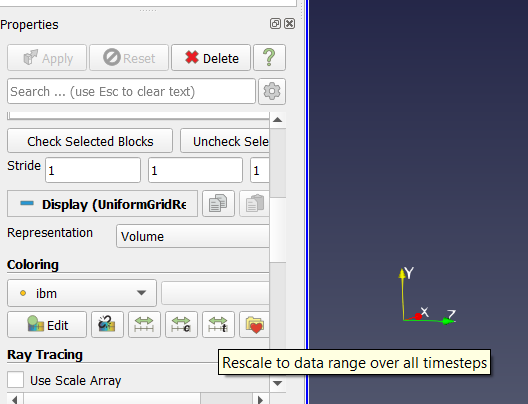 Properties
Apply
Reset
Delete
?
Search ... (use Esc to clear text)
Check Selected Blocks
Uncheck Sele
Stride
1
1
1
Display (UniformGridRe
Representation
Volume
Coloring
ibm
Edit
c
t
Ray Tracing
Rescale to data range over all timesteps
Use Scale Array
Y
X
Z